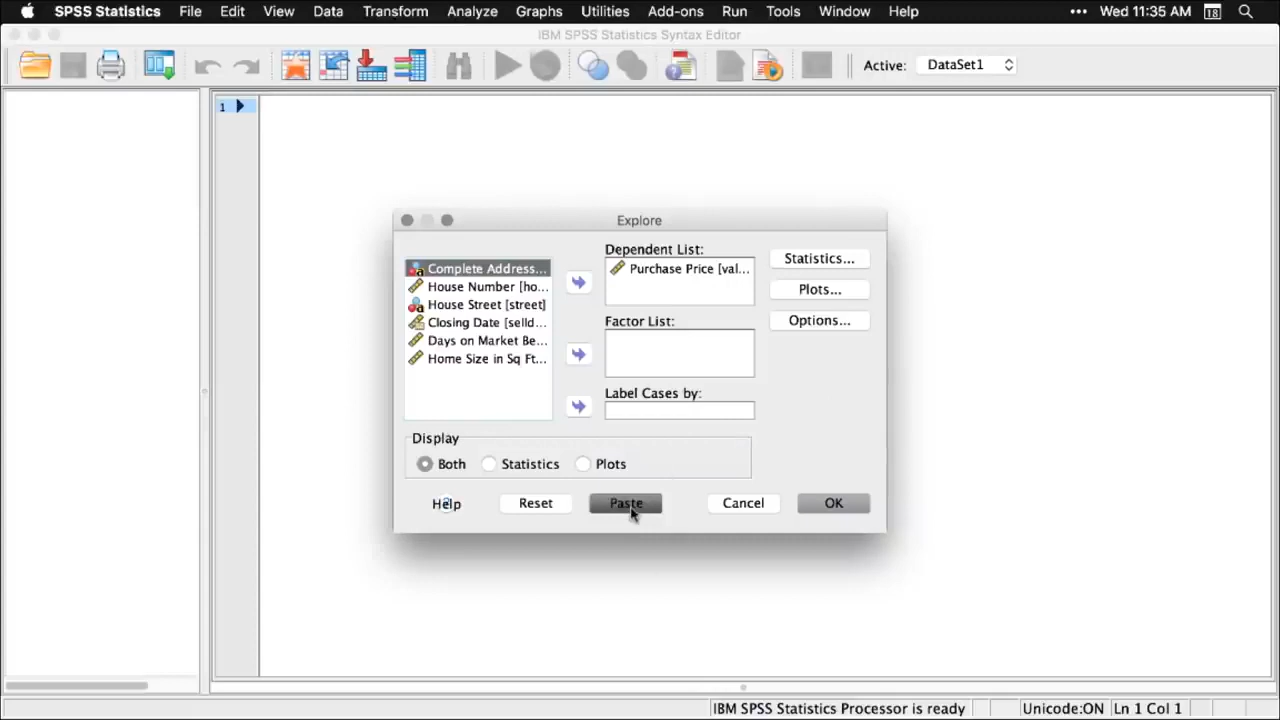 SPSS Statistics File Edit View Data Transform Analyze Graphs Utilities Add-ons Run Tools Window Help ••• Wed 11:35 AM 18
IBM SPSS Statistics Syntax Editor
Active: DataSet1
1
Explore
Complete Address...
House Number [ho...
House Street [street]
Closing Date [selld...
Days on Market Be...
Home Size in Sq Ft...
Dependent List:
Purchase Price [val...
Factor List:
Label Cases by:
Statistics...
Plots...
Options...
Display
Both Statistics Plots
Help Reset Paste Cancel OK
IBM SPSS Statistics Processor is ready Unicode:ON Ln 1 Col 1